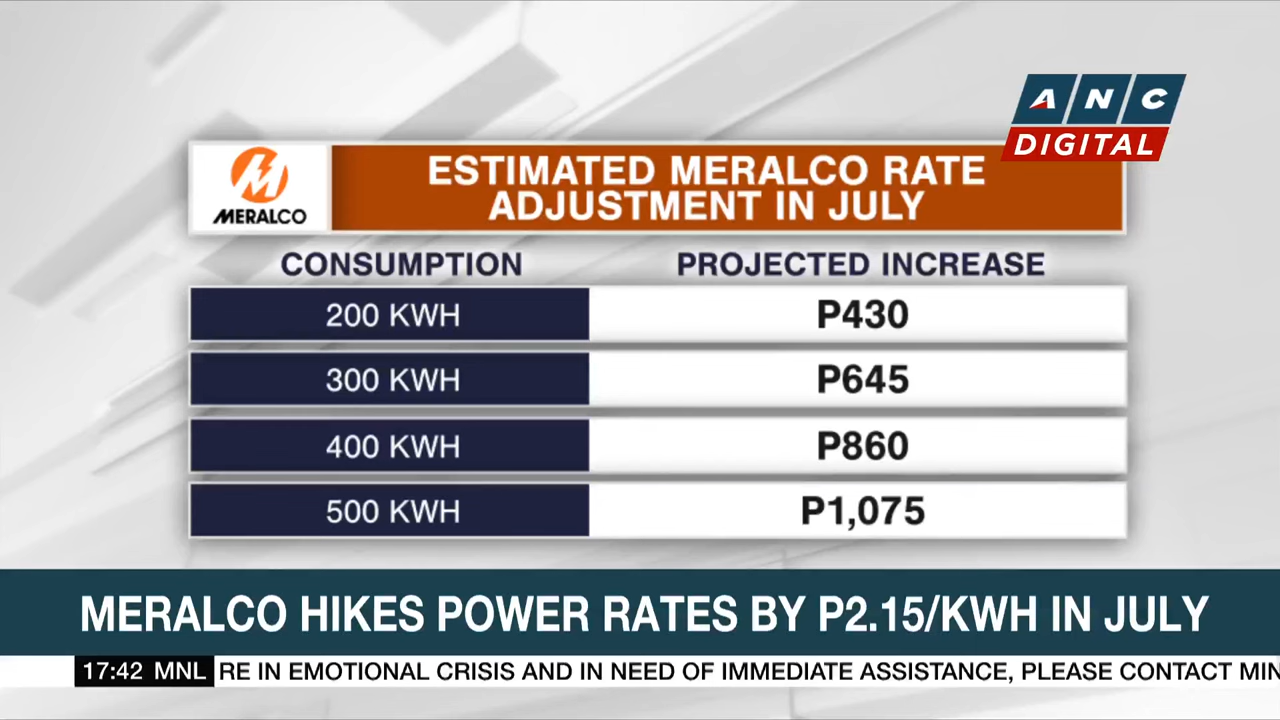 ANC
DIGITAL
MERALCO
ESTIMATED MERALCO RATE
ADJUSTMENT IN JULY
CONSUMPTION PROJECTED INCREASE
200 KWH P430
300 KWH P645
400 KWH P860
500 KWH P1,075
MERALCO HIKES POWER RATES BY P2.15/KWH IN JULY
17:42 MNL RE IN EMOTIONAL CRISIS AND IN NEED OF IMMEDIATE ASSISTANCE, PLEASE CONTACT MIN